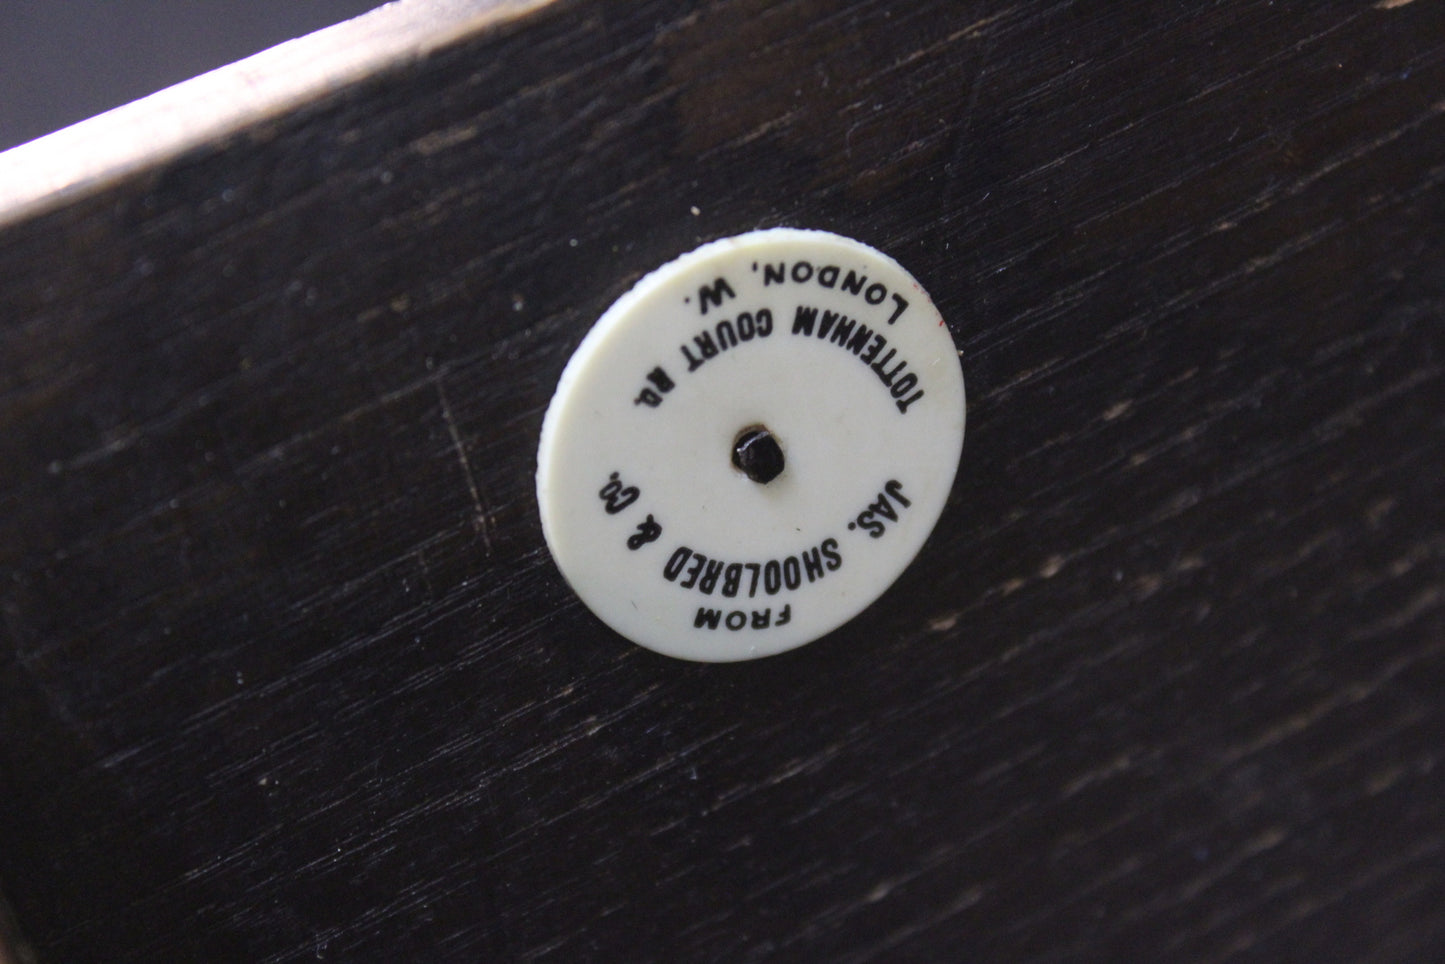 FROM
JAS. SHOOLBRED & Co.
TOTTENHAM COURT Rd.
LONDON, W.